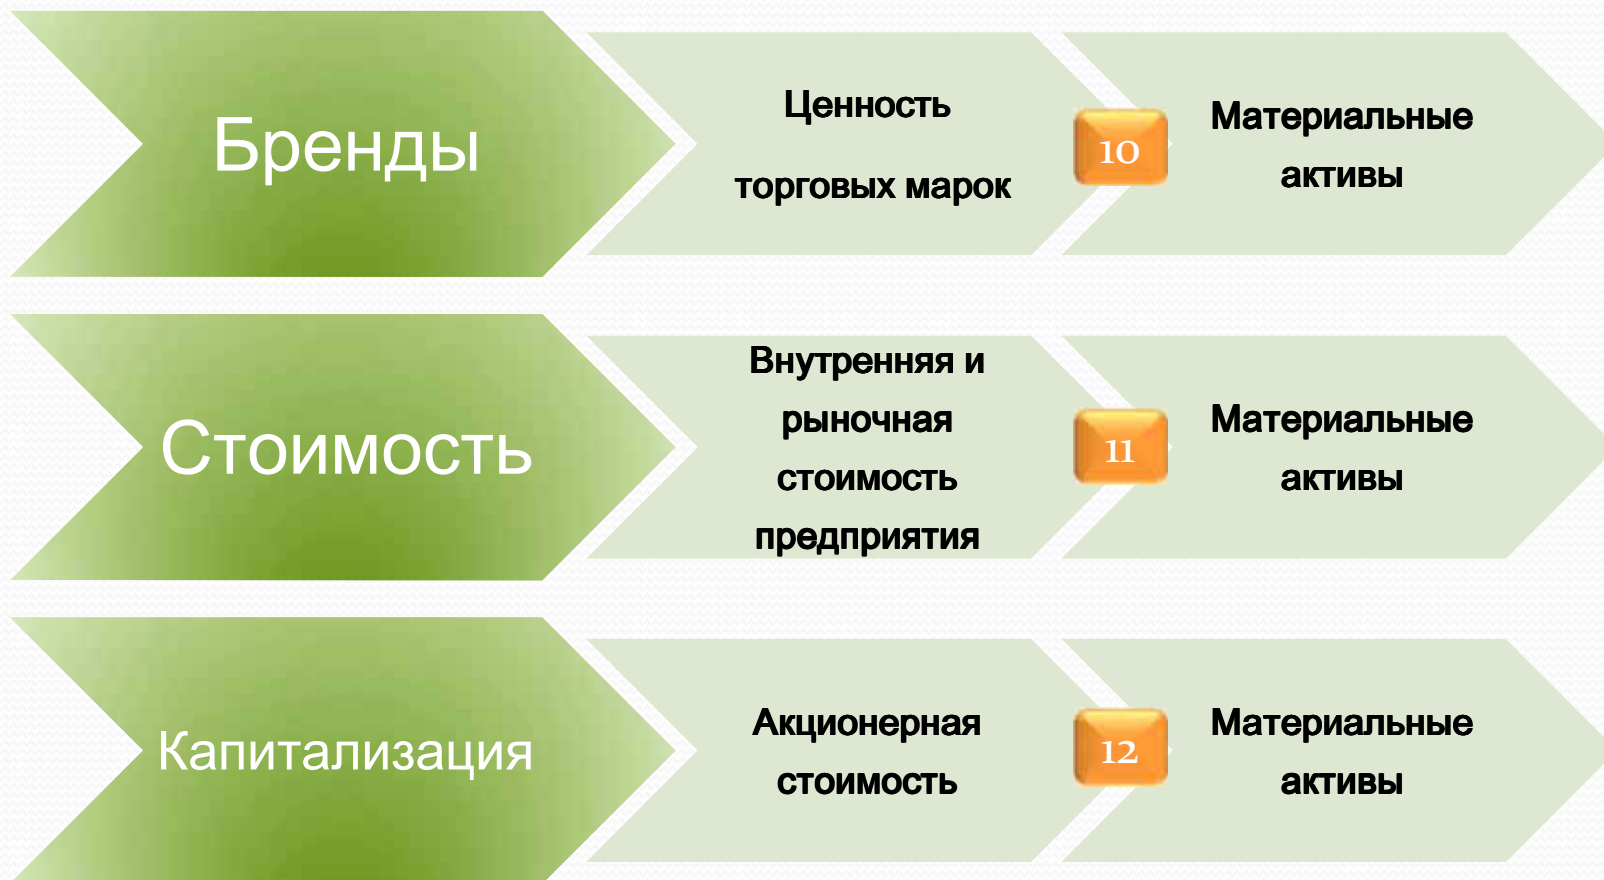 Бренды
Ценность
торговых марок
10
Материальные
активы
Стоимость
Внутренняя и
рыночная
стоимость
предприятия
11
Материальные
активы
Капитализация
Акционерная
стоимость
12
Материальные
активы